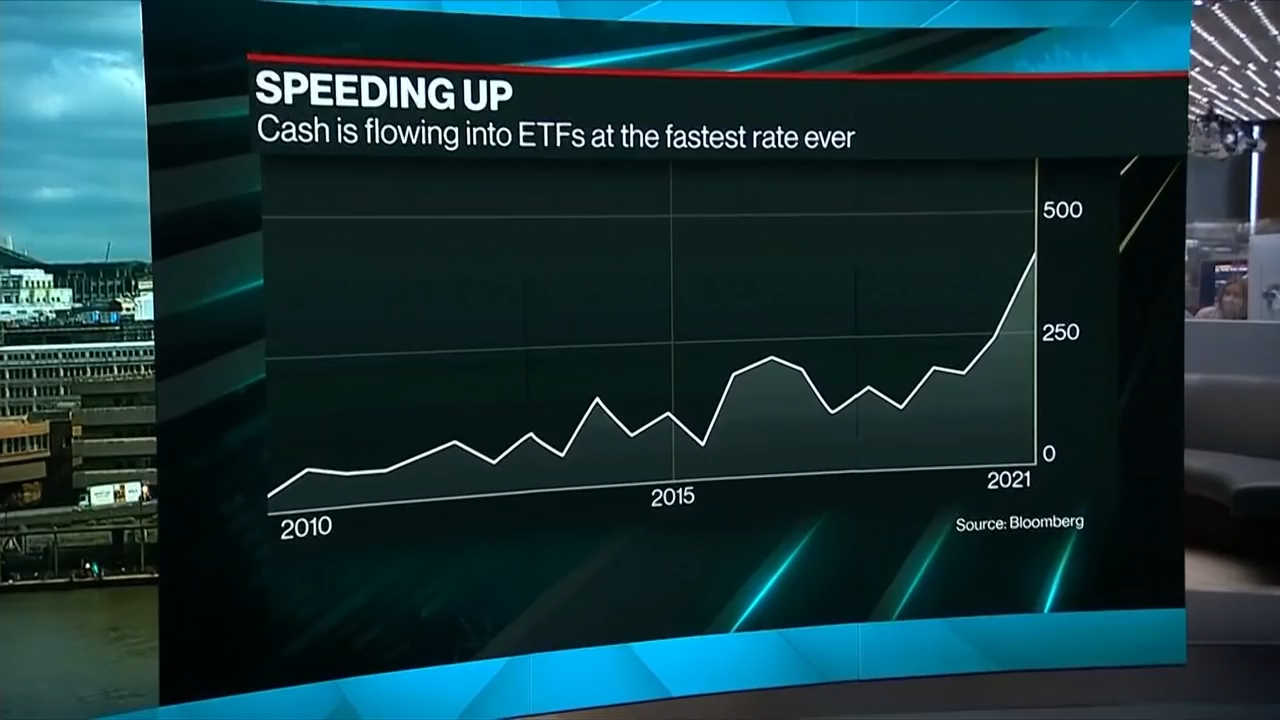 SPEEDING UP
Cash is flowing into ETFs at the fastest rate ever
500
250
0
2010
2015
2021
Source: Bloomberg